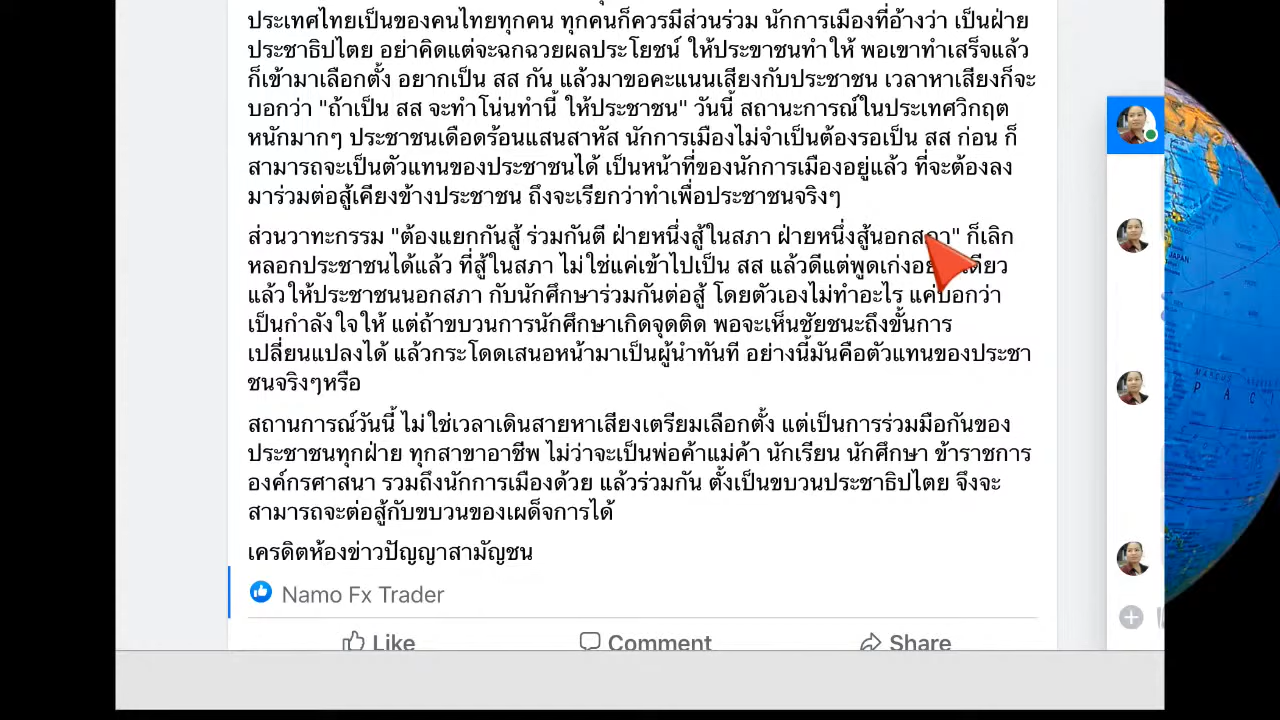 ประเทศไทยเป็นของคนไทยทุกคน ทุกคนก็ควรมีส่วนร่วม นักการเมืองที่อ้างว่า เป็นฝ่าย
ประชาธิปไตย อย่าคิดแต่จะฉกฉวยผลประโยชน์ ให้ประขาชนทำให้ พอเขาทำเสร็จแล้ว
ก็เข้ามาเลือกตั้ง อยากเป็น สส กัน แล้วมาขอคะแนนเสียงกับประชาชน เวลาหาเสียงก็จะ
บอกว่า "ถ้าเป็น สส จะทำโน่นทำนี้ ให้ประชาชน" วันนี้ สถานะการณ์ในประเทศวิกฤต
หนักมากๆ ประชาชนเดือดร้อนแสนสาหัส นักการเมืองไม่จำเป็นต้องรอเป็น สส ก่อน ก็
สามารถจะเป็นตัวแทนของประชาชนได้ เป็นหน้าที่ของนักการเมืองอยู่แล้ว ที่จะต้องลง
มาร่วมต่อสู้เคียงข้างประชาชน ถึงจะเรียกว่าทำเพื่อประชาชนจริงๆ
ส่วนวาทะกรรม "ต้องแยกกันสู้ ร่วมกันตี ฝ่ายหนึ่งสู้ในสภา ฝ่ายหนึ่งสู้นอกสภา" ก็เลิก
หลอกประชาชนได้แล้ว ที่สู้ในสภา ไม่ใช่แค่เข้าไปเป็น สส แล้วดีแต่พูดเก่งอย่างเดียว
แล้วให้ประชาชนนอกสภา กับนักศึกษาร่วมกันต่อสู้ โดยตัวเองไม่ทำอะไร แค่บอกว่า
เป็นกำลังใจให้ แต่ถ้าขบวนการนักศึกษาเกิดจุดติด พอจะเห็นชัยชนะถึงขั้นการ
เปลี่ยนแปลงได้ แล้วกระโดดเสนอหน้ามาเป็นผู้นำทันที อย่างนี้มันคือตัวแทนของประชา
ชนจริงๆหรือ
สถานการณ์วันนี้ ไม่ใช่เวลาเดินสายหาเสียงเตรียมเลือกตั้ง แต่เป็นการร่วมมือกันของ
ประชาชนทุกฝ่าย ทุกสาขาอาชีพ ไม่ว่าจะเป็นพ่อค้าแม่ค้า นักเรียน นักศึกษา ข้าราชการ
องค์กรศาสนา รวมถึงนักการเมืองด้วย แล้วร่วมกัน ตั้งเป็นขบวนประชาธิปไตย จึงจะ
สามารถจะต่อสู้กับขบวนของเผด็จการได้
เครดิตห้องข่าวปัญญาสามัญชน
Namo Fx Trader
Like
Comment
Share
P A C